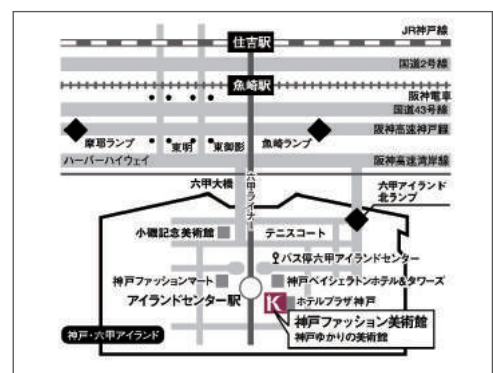 JR神戸線
住吉駅
国道2号線
魚崎駅
阪神電車
国道43号線
阪神高速神戸線
摩耶ランプ
東明
東御影
魚崎ランプ
ハーバーハイウェイ
阪神高速湾岸線
六甲大橋
六甲ライナー
六甲アイランド
北ランプ
小磯記念美術館
テニスコート
バス停六甲アイランドセンター
神戸ファッションマート
神戸ベイシェラトンホテル&タワーズ
アイランドセンター駅
K
ホテルプラザ神戸
神戸ファッション美術館
神戸ゆかりの美術館
神戸・六甲アイランド